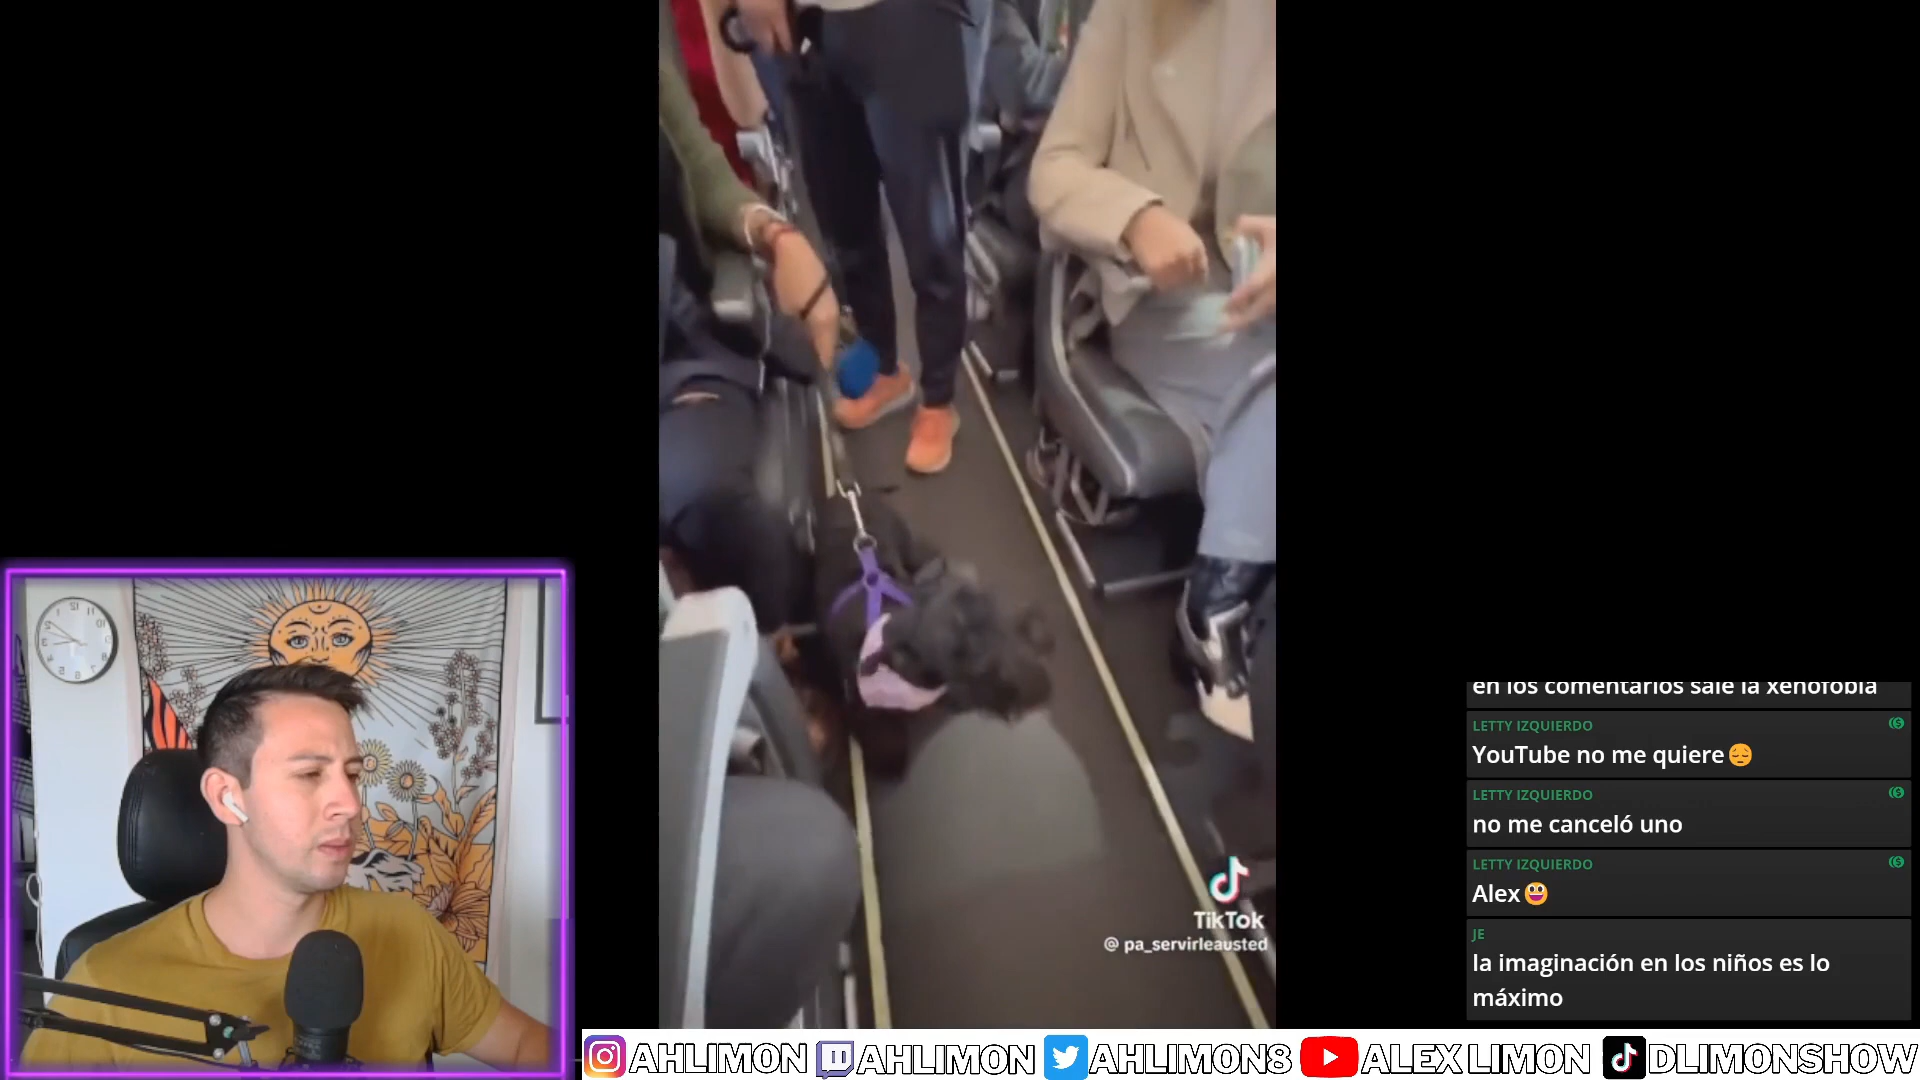 TikTok
@ pa_servirleausted
en los comentarios sale la xenofobia
LETTY IZQUIERDO
YouTube no me quiere😔
LETTY IZQUIERDO
no me canceló uno
LETTY IZQUIERDO
Alex😃
JE
la imaginación en los niños es lo
máximo
AHLIMON AHLIMON AHLIMON8 ALEX LIMON DLIMONSHOW